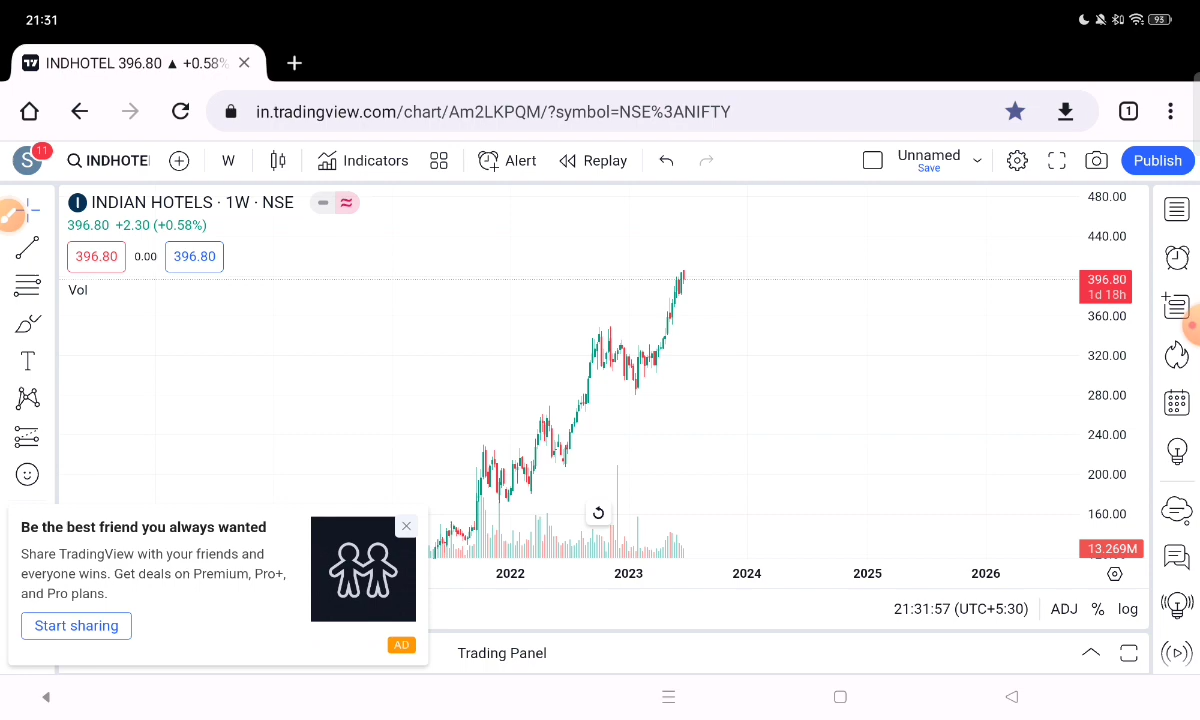 21:31
93
INDHOTEL 396.80 ▲ +0.58%
in.tradingview.com/chart/Am2LKPQM/?symbol=NSE%3ANIFTY
1
S
11
INDHOTE
W
Indicators
Alert
Replay
Unnamed
Save
Publish
INDIAN HOTELS · 1W · NSE
396.80 +2.30 (+0.58%)
396.80
0.00
396.80
Vol
480.00
440.00
396.80
1d 18h
360.00
320.00
280.00
240.00
200.00
160.00
13.269M
2022
2023
2024
2025
2026
Be the best friend you always wanted
Share TradingView with your friends and
everyone wins. Get deals on Premium, Pro+,
and Pro plans.
Start sharing
AD
21:31:57 (UTC+5:30)
ADJ
%
log
Trading Panel